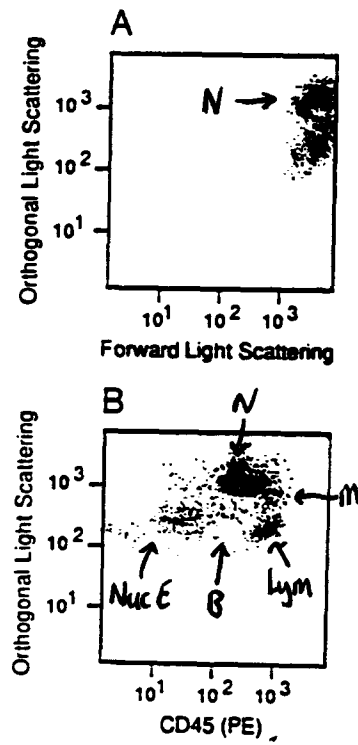 A
Orthogonal Light Scattering
10³
10²
10¹
N
10¹ 10² 10³
Forward Light Scattering
B
Orthogonal Light Scattering
10³
10²
10¹
N
m
Nuc E
B
Lym
10¹ 10² 10³
CD45 (PE)